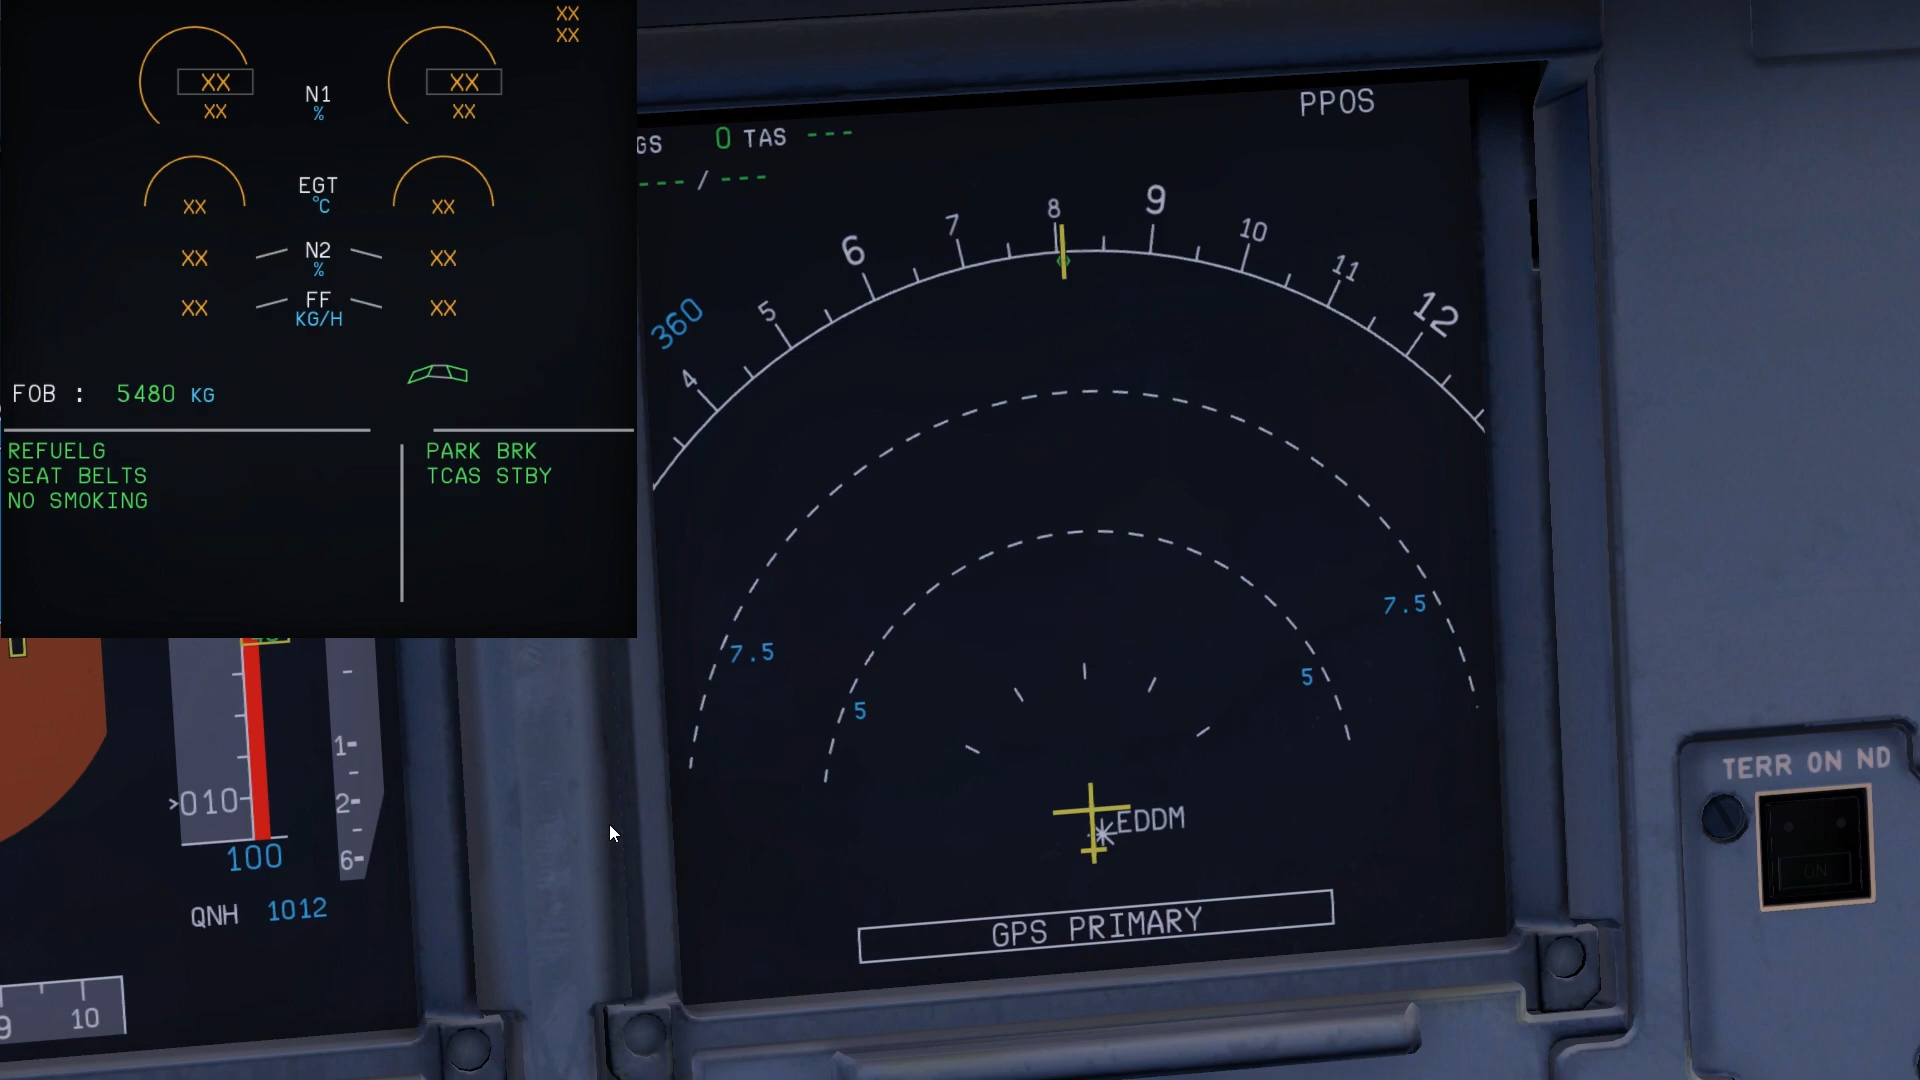 XX
XX
XX XX
XX N1 XX
%
EGT
XX °C XX
XX N2 XX
%
XX FF XX
KG/H
FOB : 5480 KG
REFUELG
SEAT BELTS
NO SMOKING
PARK BRK
TCAS STBY
GS 0 TAS ---
--- / ---
PPOS
360
4 5 6 7 8 9 10 11 12
7.5 7.5
5 5
EDDM
GPS PRIMARY
TERR ON ND
ON
010
100
QNH 1012
1
2
6
9 10